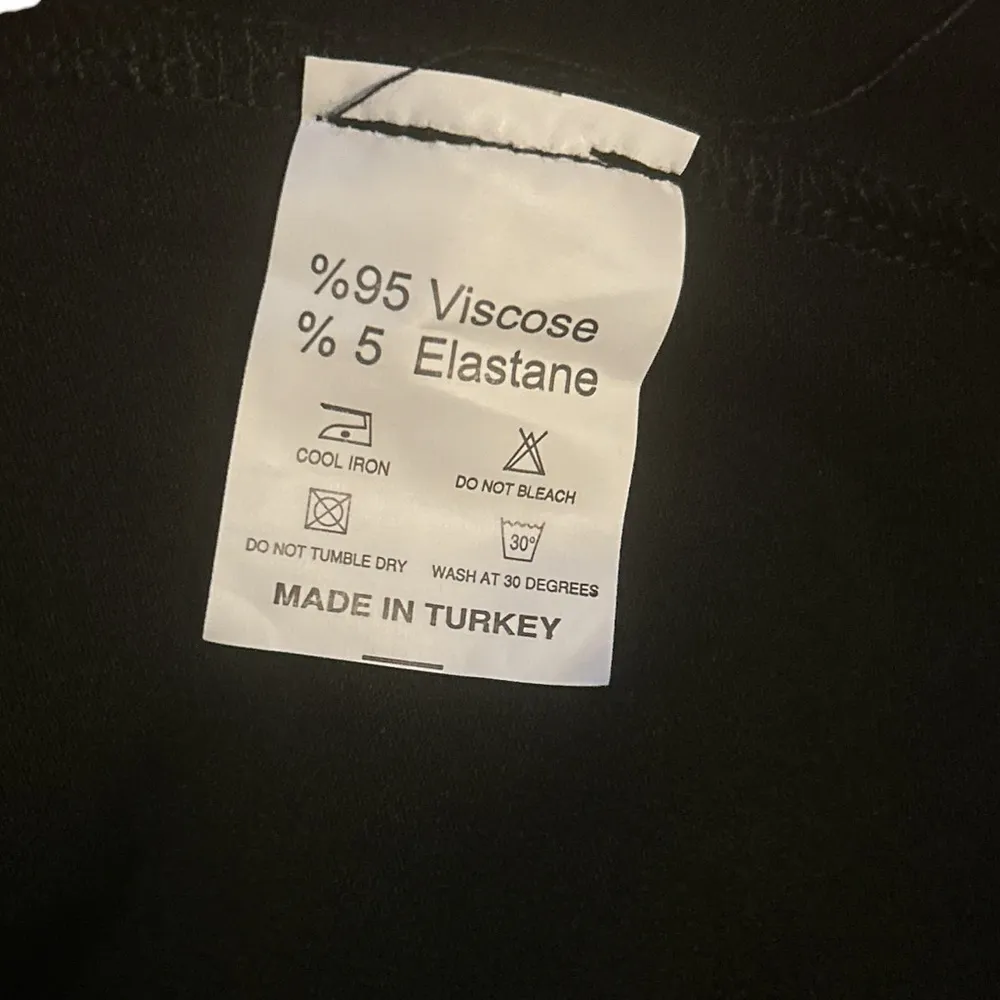 %95 Viscose
% 5 Elastane
COOL IRON
DO NOT BLEACH
30°
DO NOT TUMBLE DRY
WASH AT 30 DEGREES
MADE IN TURKEY